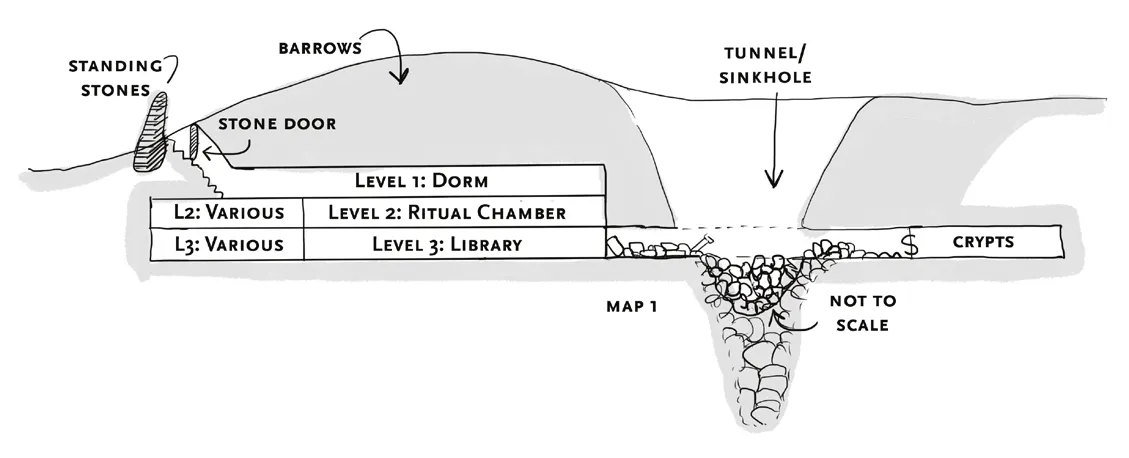 BARROWS
TUNNEL/
SINKHOLE
STANDING
STONES
STONE DOOR
LEVEL 1: DORM
L2: VARIOUS
LEVEL 2: RITUAL CHAMBER
L3: VARIOUS
LEVEL 3: LIBRARY
S
CRYPTS
MAP 1
NOT TO
SCALE